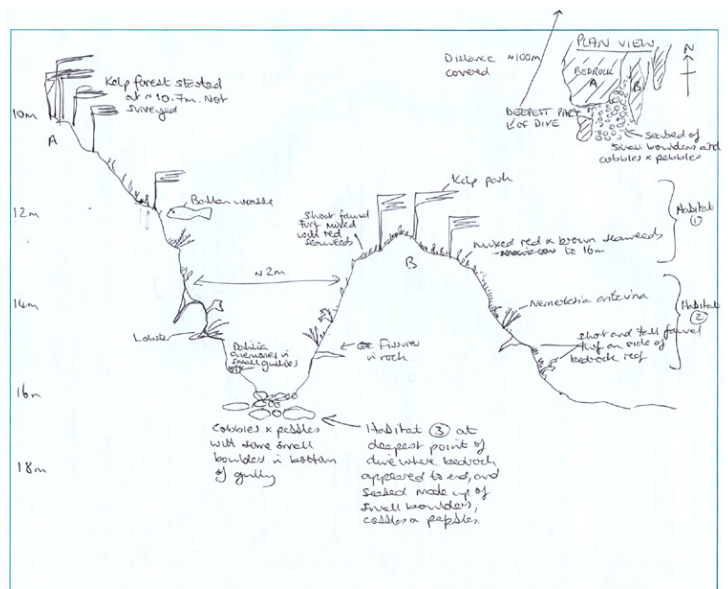 Distance ~100m
covered
PLAN VIEW
N
BEDROCK
A
B
DEEPEST PART
OF DIVE
seabed of
small boulders and
cobbles & pebbles
Kelp forest started
at ~10.7m. Not
surveyed
10m
A
12m
Ballan wrasse
Short faunal
turf mixed
with red
seaweeds
Kelp park
Mixed red & brown seaweeds
to 16m
Habitat
①
B
~2m
14m
Nemertesia antennina
Habitat
②
Lobster
Dahlia
anemones in
small gullies
Fissures
in rock
short and tall faunal
turf on side of
bedrock reef
16m
Cobbles & pebbles
with some small
boulders in bottom
of gully
Habitat ③ at
deepest point of
dive where bedrock
appeared to end, and
seabed made up of
small boulders,
cobbles & pebbles.
18m